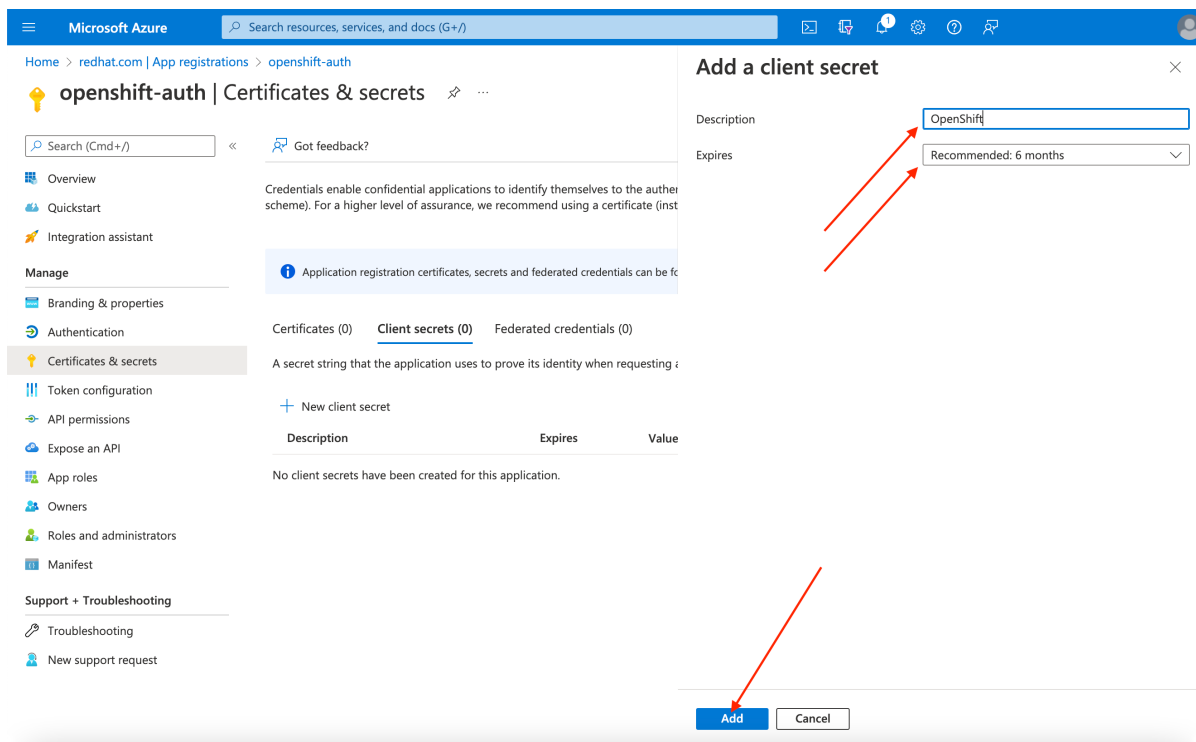 Microsoft Azure
Search resources, services, and docs (G+/)
1
Home > redhat.com | App registrations > openshift-auth
openshift-auth | Certificates & secrets
Search (Cmd+/)
«
Overview
Quickstart
Integration assistant
Manage
Branding & properties
Authentication
Certificates & secrets
Token configuration
API permissions
Expose an API
App roles
Owners
Roles and administrators
Manifest
Support + Troubleshooting
Troubleshooting
New support request
Got feedback?
Credentials enable confidential applications to identify themselves to the auther
scheme). For a higher level of assurance, we recommend using a certificate (inst
Application registration certificates, secrets and federated credentials can be fo
Certificates (0) Client secrets (0) Federated credentials (0)
A secret string that the application uses to prove its identity when requesting a
New client secret
Description Expires Value
No client secrets have been created for this application.
Add a client secret
Description OpenShift
Expires Recommended: 6 months
Add Cancel